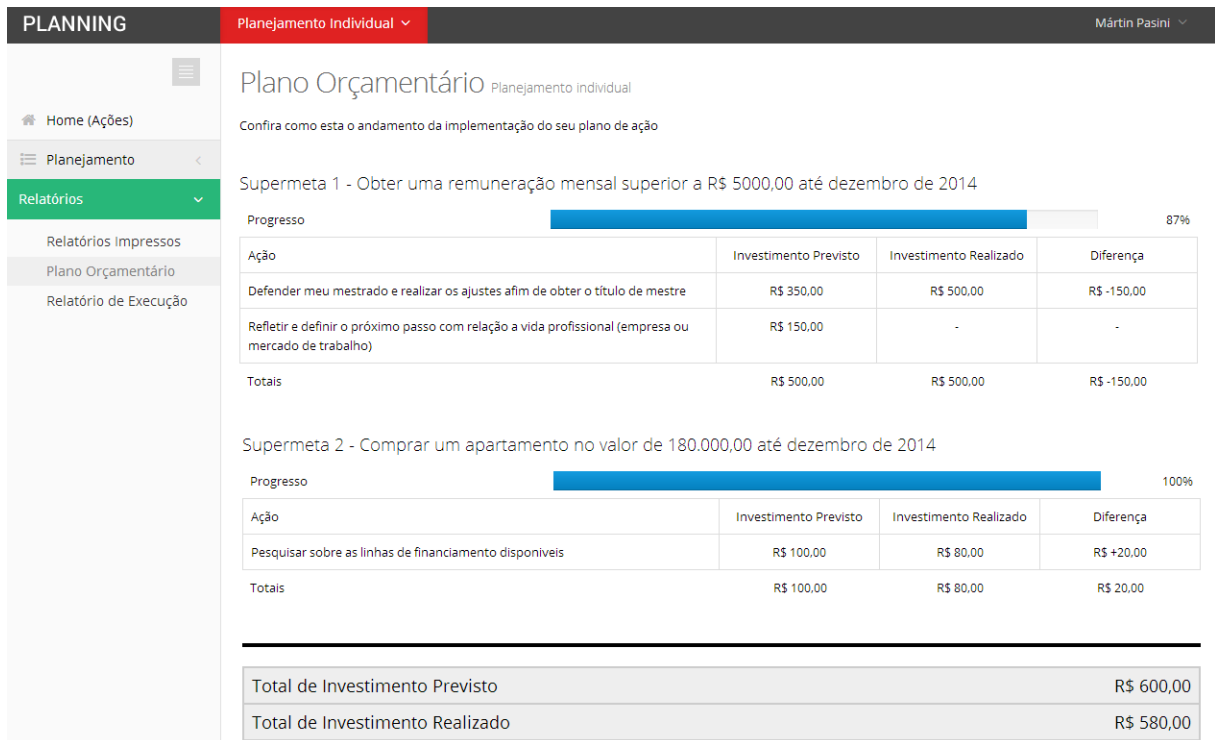 PLANNING
Planejamento Individual
Mártin Pasini
Home (Ações)
Planejamento
Relatórios
Relatórios Impressos
Plano Orçamentário
Relatório de Execução
Plano Orçamentário Planejamento individual
Confira como esta o andamento da implementação do seu plano de ação
Supermeta 1 - Obter uma remuneração mensal superior a R$ 5000,00 até dezembro de 2014
Progresso 87%
Ação Investimento Previsto Investimento Realizado Diferença
Defender meu mestrado e realizar os ajustes afim de obter o título de mestre R$ 350,00 R$ 500,00 R$ -150,00
Refletir e definir o próximo passo com relação a vida profissional (empresa ou R$ 150,00 - -
mercado de trabalho)
Totais R$ 500,00 R$ 500,00 R$ -150,00
Supermeta 2 - Comprar um apartamento no valor de 180.000,00 até dezembro de 2014
Progresso 100%
Ação Investimento Previsto Investimento Realizado Diferença
Pesquisar sobre as linhas de financiamento disponiveis R$ 100,00 R$ 80,00 R$ +20,00
Totais R$ 100,00 R$ 80,00 R$ 20,00
Total de Investimento Previsto R$ 600,00
Total de Investimento Realizado R$ 580,00